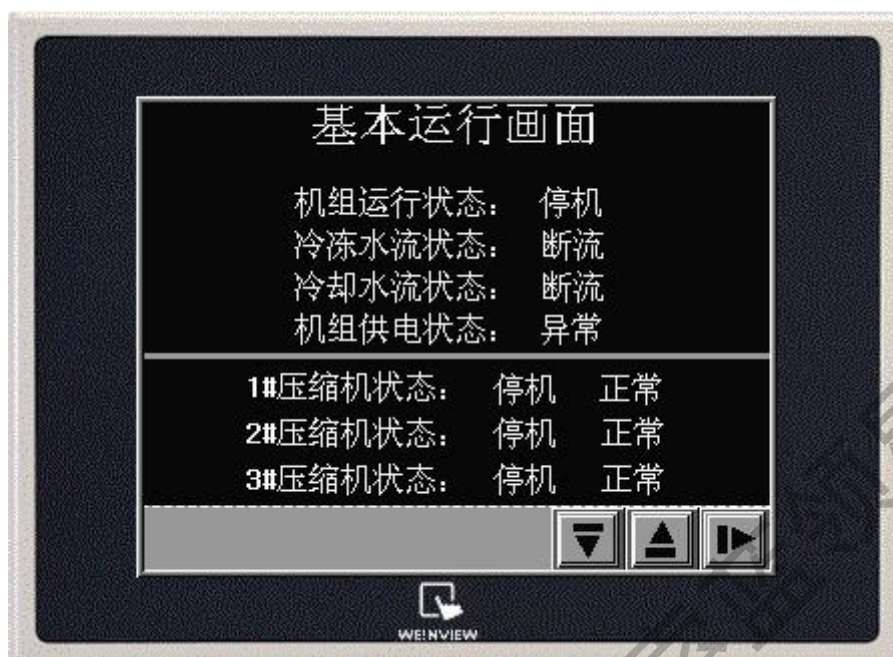 基本运行画面
机组运行状态： 停机
冷冻水流状态： 断流
冷却水流状态： 断流
机组供电状态： 异常
1#压缩机状态： 停机 正常
2#压缩机状态： 停机 正常
3#压缩机状态： 停机 正常
WE!NVIEW